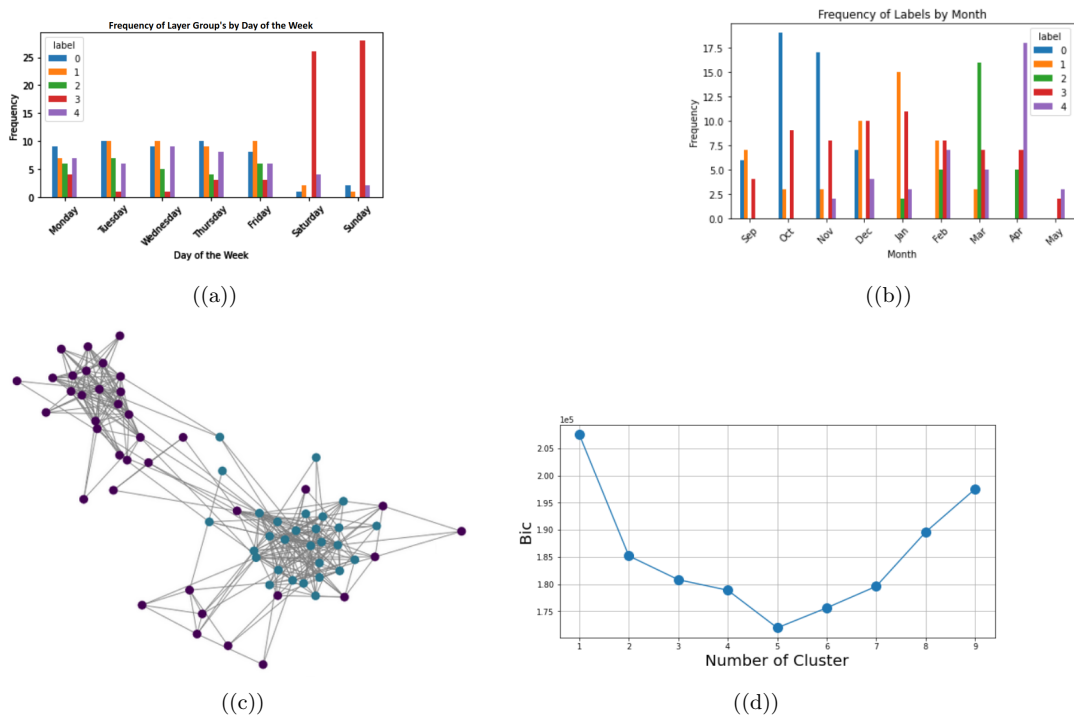 Frequency of Layer Group's by Day of the Week
label
0
1
2
3
4
25
20
15
10
5
0
Frequency
Monday
Tuesday
Wednesday
Thursday
Friday
Saturday
Sunday
Day of the Week
((a))
Frequency of Labels by Month
label
0
1
2
3
4
17.5
15.0
12.5
10.0
7.5
5.0
2.5
0.0
Frequency
Sep
Oct
Nov
Dec
Jan
Feb
Mar
Apr
May
Month
((b))
((c))
1e5
2.05
2.00
1.95
1.90
1.85
1.80
1.75
Bic
1 2 3 4 5 6 7 8 9
Number of Cluster
((d))